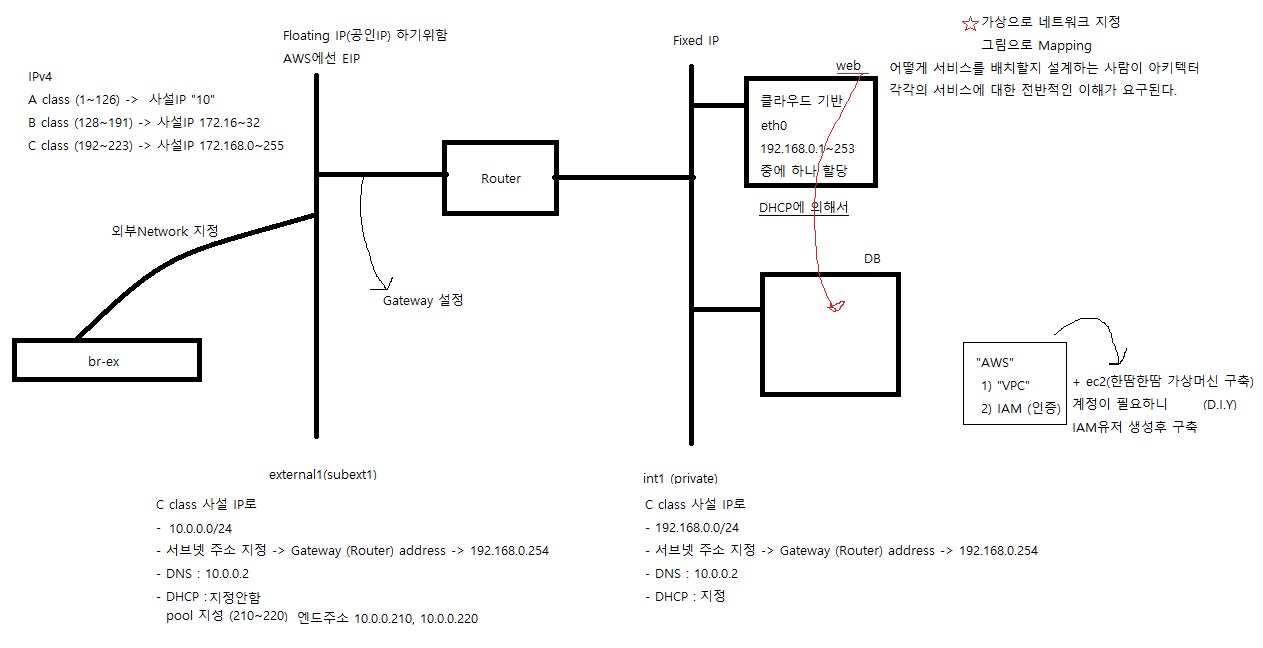 Floating IP(공인IP) 하기위함
AWS에선 EIP
IPv4
A class (1~126) -> 사설IP "10"
B class (128~191) -> 사설IP 172.16~32
C class (192~223) -> 사설IP 172.168.0~255
Router
외부Network 지정
Gateway 설정
br-ex
external1(subext1)
C class 사설 IP로
- 10.0.0.0/24
- 서브넷 주소 지정 -> Gateway (Router) address -> 192.168.0.254
- DNS : 10.0.0.2
- DHCP : 지정안함
pool 지성 (210~220) 엔드주소 10.0.0.210, 10.0.0.220
Fixed IP
web
클라우드 기반
eth0
192.168.0.1~253
중에 하나 할당
DHCP에 의해서
DB
int1 (private)
C class 사설 IP로
- 192.168.0.0/24
- 서브넷 주소 지정 -> Gateway (Router) address -> 192.168.0.254
- DNS : 10.0.0.2
- DHCP : 지정
☆가상으로 네트워크 지정
그림으로 Mapping
어떻게 서비스를 배치할지 설계하는 사람이 아키텍터
각각의 서비스에 대한 전반적인 이해가 요구된다.
"AWS"
1) "VPC"
2) IAM (인증)
+ ec2(한땀한땀 가상머신 구축)
계정이 필요하니 (D.I.Y)
IAM유저 생성후 구축